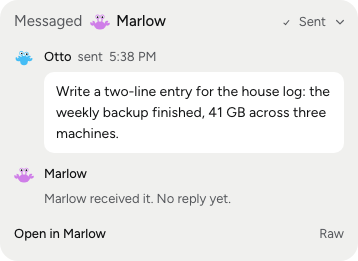 Messaged Marlow Sent
Otto sent 5:38 PM
Write a two-line entry for the house log: the
weekly backup finished, 41 GB across three
machines.
Marlow
Marlow received it. No reply yet.
Open in Marlow Raw